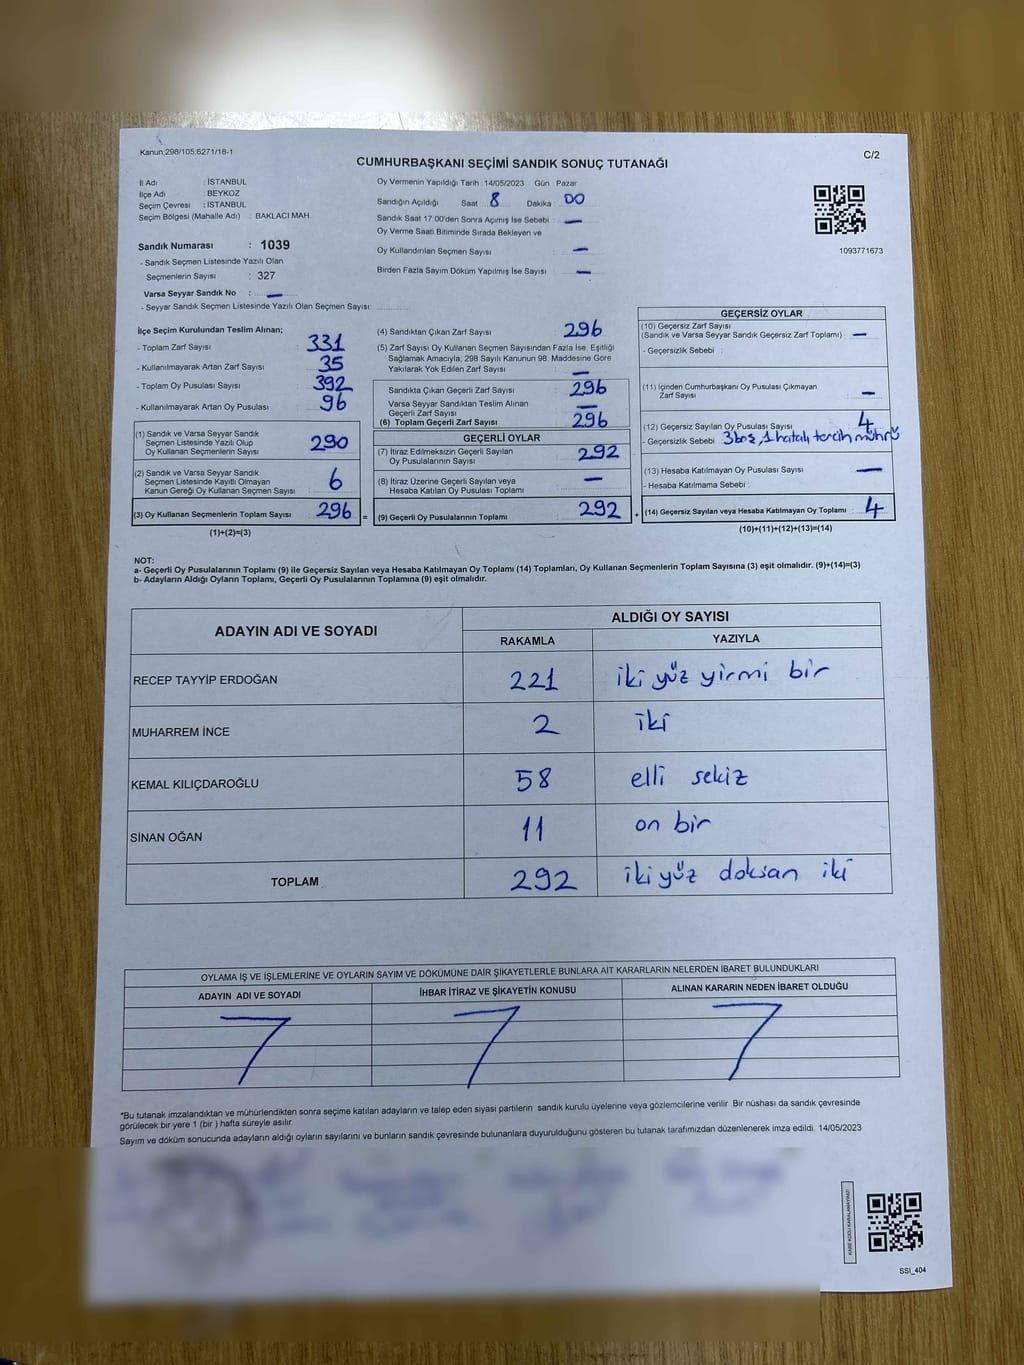 Kanun,298/105;6271/18-1
CUMHURBAŞKANI SEÇİMİ SANDIK SONUÇ TUTANAĞI
C/2
İl Adı : İSTANBUL
İlçe Adı : BEYKOZ
Seçim Çevresi : İSTANBUL
Seçim Bölgesi (Mahalle Adı) : BAKLACI MAH
Sandık Numarası : 1039
- Sandık Seçmen Listesinde Yazılı Olan
Seçmenlerin Sayısı : 327
Varsa Seyyar Sandık No : —
- Seyyar Sandık Seçmen Listesinde Yazılı Olan Seçmen Sayısı:
Oy Vermenin Yapıldığı Tarih : 14/05/2023 Gün : Pazar
Sandığın Açıldığı Saat 8 Dakika 00
Sandık Saat 17 00'den Sonra Açımış İse Sebebi : —
Oy Verme Saati Bitiminde Sırada Bekleyen ve
Oy Kullandırılan Seçmen Sayısı : —
Birden Fazla Sayım Döküm Yapılmış İse Sayısı : —
1093771673
İlçe Seçim Kurulundan Teslim Alınan;
- Toplam Zarf Sayısı : 331
- Kullanılmayarak Artan Zarf Sayısı : 35
- Toplam Oy Pusulası Sayısı : 392
- Kullanılmayarak Artan Oy Pusulası : 96
(1) Sandık ve Varsa Seyyar Sandık
Seçmen Listesinde Yazılı Olup
Oy Kullanan Seçmenlerin Sayısı : 290
(2) Sandık ve Varsa Seyyar Sandık
Seçmen Listesinde Kayıtlı Olmayan
Kanun Gereği Oy Kullanan Seçmen Sayısı : 6
(3) Oy Kullanan Seçmenlerin Toplam Sayısı : 296 =
(1)+(2)=(3)
(4) Sandıktan Çıkan Zarf Sayısı : 296
(5) Zarf Sayısı Oy Kullanan Seçmen Sayısından Fazla İse, Eşitliği
Sağlamak Amacıyla, 298 Sayılı Kanunun 98. Maddesine Göre
Yakılarak Yok Edilen Zarf Sayısı : —
Sandıkta Çıkan Geçerli Zarf Sayısı : 296
Varsa Seyyar Sandıktan Teslim Alınan
Geçerli Zarf Sayısı : —
(6) Toplam Geçerli Zarf Sayısı : 296
GEÇERLİ OYLAR
(7) İtiraz Edilmeksizin Geçerli Sayılan
Oy Pusulalarının Sayısı : 292
(8) İtiraz Üzerine Geçerli Sayılan veya
Hesaba Katılan Oy Pusulası Toplamı : —
(9) Geçerli Oy Pusulalarının Toplamı : 292 +
GEÇERSİZ OYLAR
(10) Geçersiz Zarf Sayısı
(Sandık ve Varsa Seyyar Sandık Geçersiz Zarf Toplamı) : —
- Geçersizlik Sebebi :
(11) İçinden Cumhurbaşkanı Oy Pusulası Çıkmayan
Zarf Sayısı : —
(12) Geçersiz Sayılan Oy Pusulası Sayısı : 4
- Geçersizlik Sebebi : 3 boş, 1 hatalı tercih mührü
(13) Hesaba Katılmayan Oy Pusulası Sayısı : —
- Hesaba Katılmama Sebebi :
(14) Geçersiz Sayılan veya Hesaba Katılmayan Oy Toplamı : 4
(10)+(11)+(12)+(13)=(14)
NOT:
a- Geçerli Oy Pusulalarının Toplamı (9) ile Geçersiz Sayılan veya Hesaba Katılmayan Oy Toplamı (14) Toplamları, Oy Kullanan Seçmenlerin Toplam Sayısına (3) eşit olmalıdır. (9)+(14)=(3)
b- Adayların Aldığı Oyların Toplamı, Geçerli Oy Pusulalarının Toplamına (9) eşit olmalıdır.
ADAYIN ADI VE SOYADI
ALDIĞI OY SAYISI
RAKAMLA YAZIYLA
RECEP TAYYİP ERDOĞAN 221 iki yüz yirmi bir
MUHARREM İNCE 2 iki
KEMAL KILIÇDAROĞLU 58 elli sekiz
SİNAN OĞAN 11 on bir
TOPLAM 292 iki yüz doksan iki
OYLAMA İŞ VE İŞLEMLERİNE VE OYLARIN SAYIM VE DÖKÜMÜNE DAİR ŞİKAYETLERLE BUNLARA AİT KARARLARIN NELERDEN İBARET BULUNDUKLARI
ADAYIN ADI VE SOYADI İHBAR İTİRAZ VE ŞİKAYETİN KONUSU ALINAN KARARIN NEDEN İBARET OLDUĞU
*Bu tutanak imzalandıktan ve mühürlendikten sonra seçime katılan adayların ve talep eden siyasi partilerin sandık kurulu üyelerine veya gözlemcilerine verilir. Bir nüshası da sandık çevresinde
görülecek bir yere 1 (bir) hafta süreyle asılır.
Sayım ve döküm sonucunda adayların aldığı oyların sayılarını ve bunların sandık çevresinde bulunanlara duyurulduğunu gösteren bu tutanak tarafımızdan düzenlenerek imza edildi. 14/05/2023
KARE KODU KARALAMAYINIZ!
SSI_404